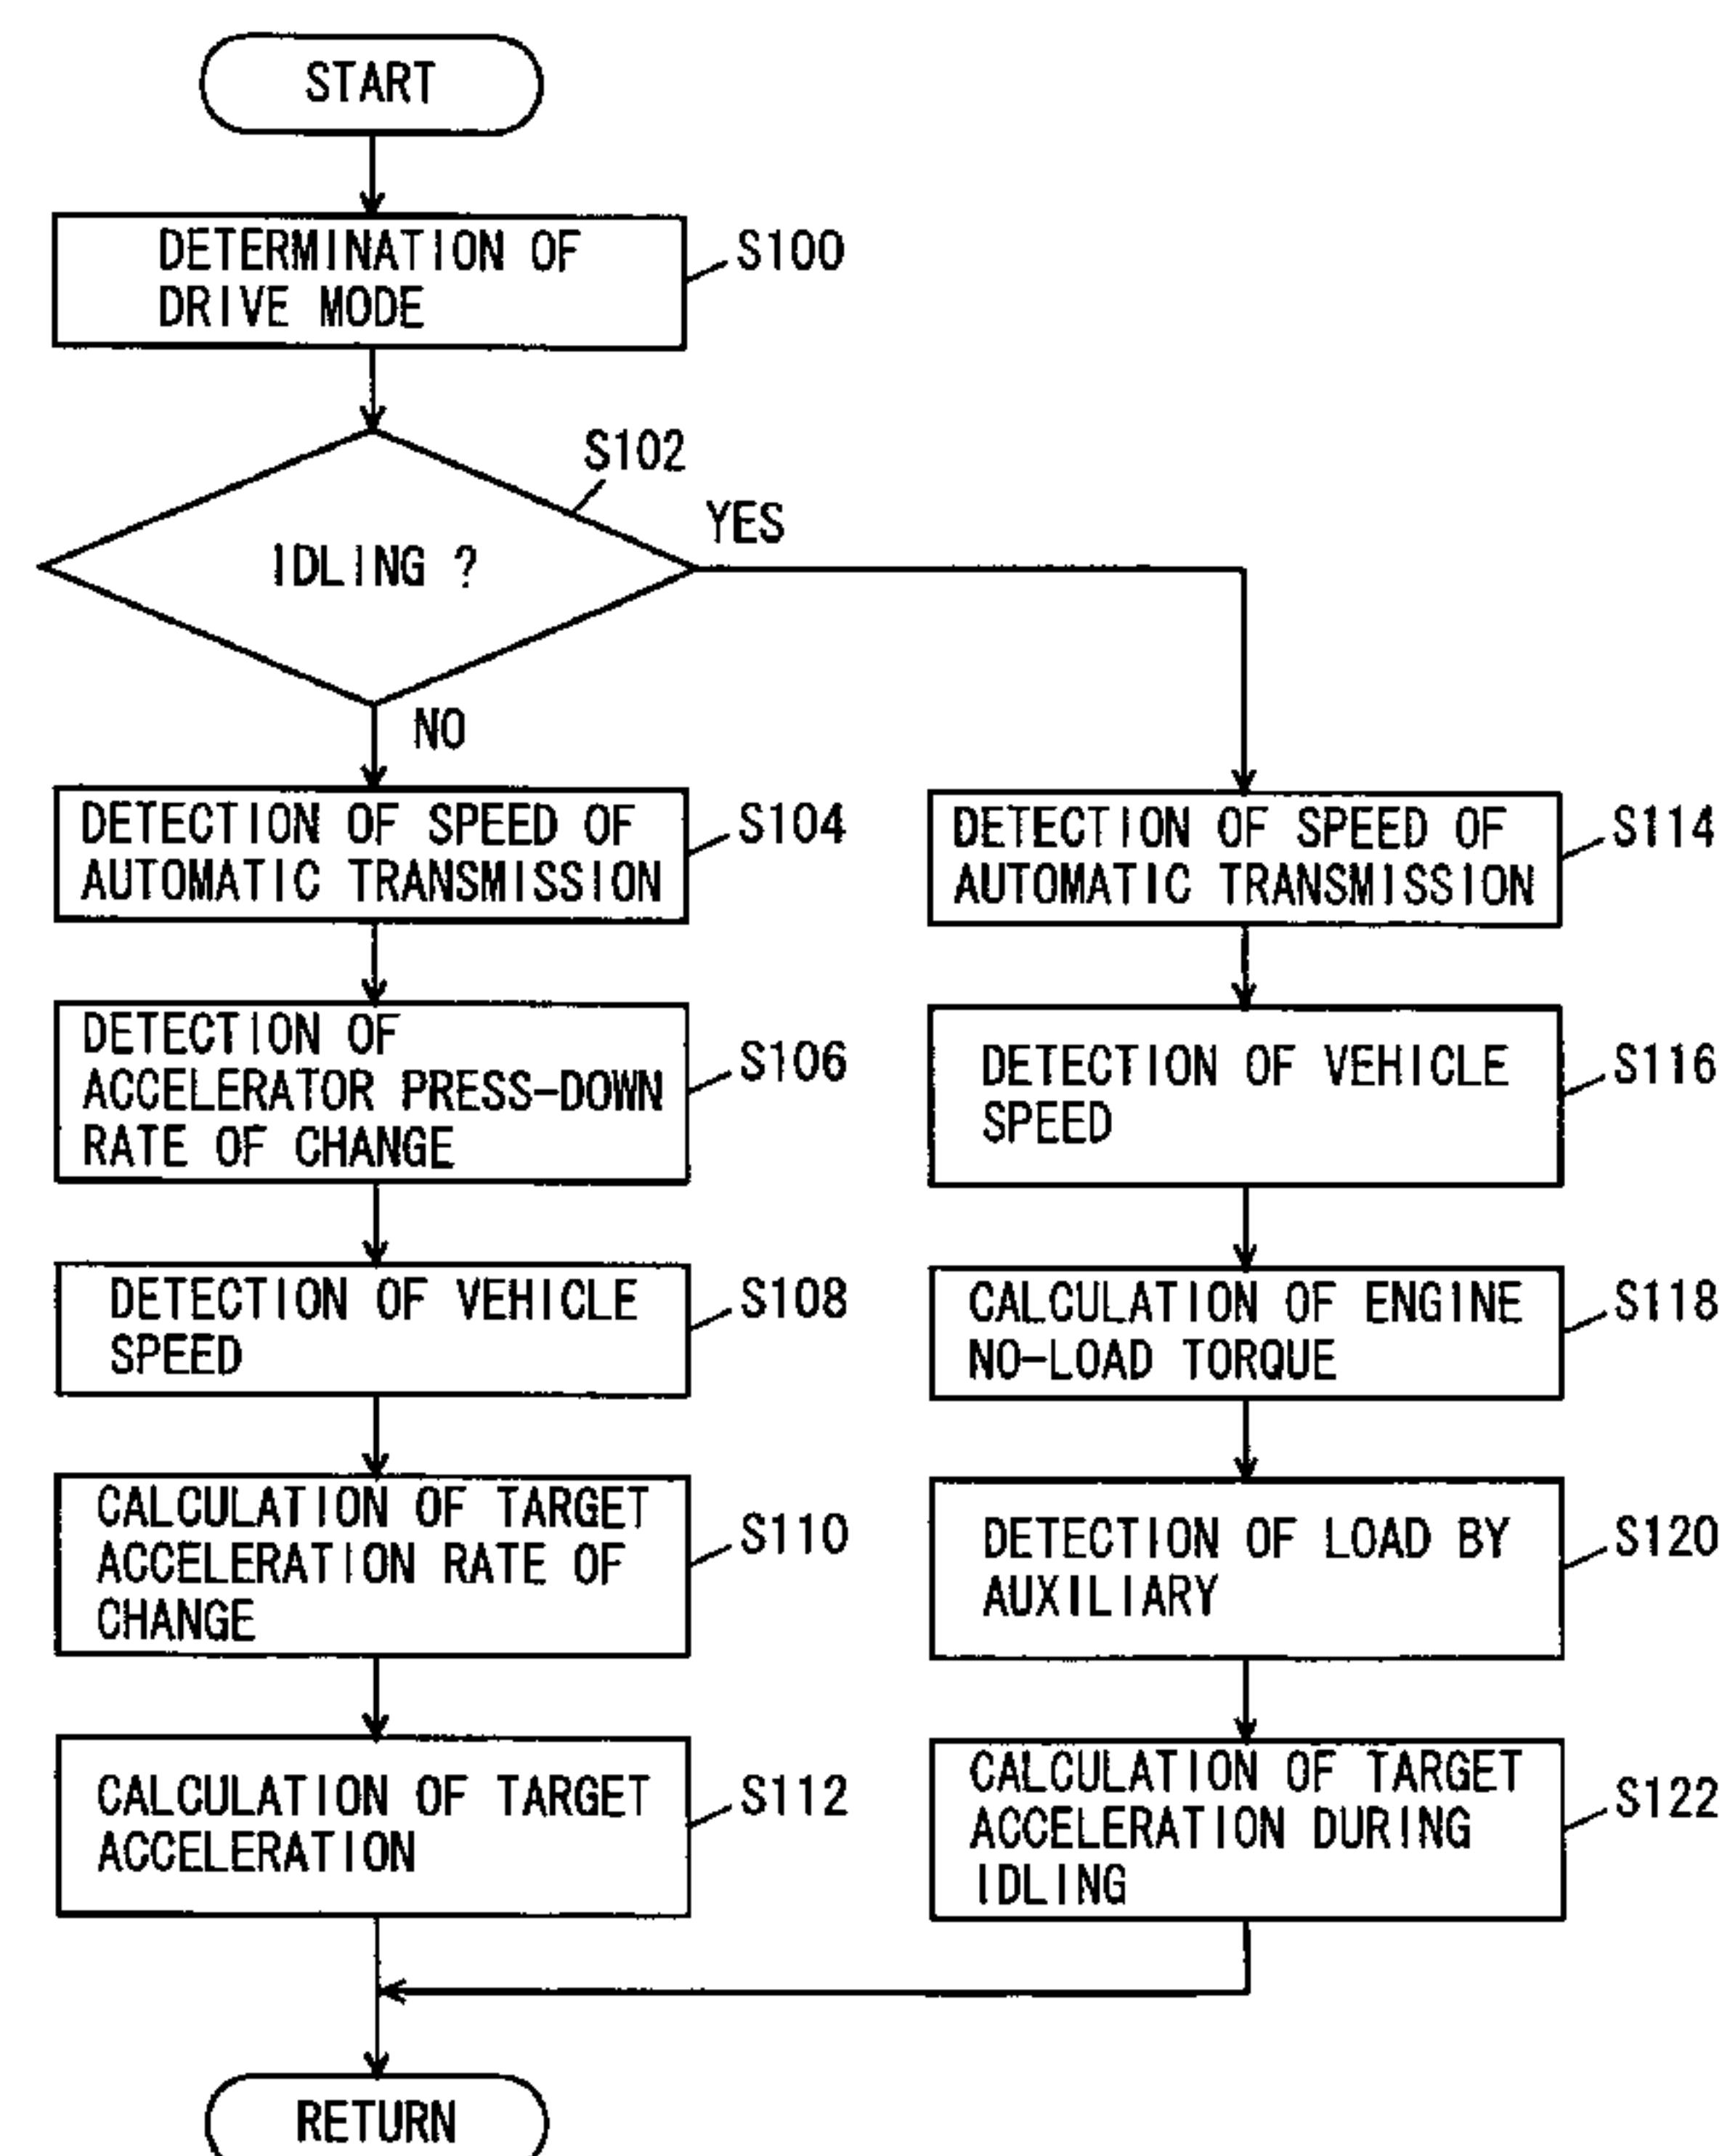 START
DETERMINATION OF
DRIVE MODE
S100
S102
IDLING ?
YES
NO
DETECTION OF SPEED OF
AUTOMATIC TRANSMISSION
S104
DETECTION OF
ACCELERATOR PRESS-DOWN
RATE OF CHANGE
S106
DETECTION OF VEHICLE
SPEED
S108
CALCULATION OF TARGET
ACCELERATION RATE OF
CHANGE
S110
CALCULATION OF TARGET
ACCELERATION
S112
DETECTION OF SPEED OF
AUTOMATIC TRANSMISSION
S114
DETECTION OF VEHICLE
SPEED
S116
CALCULATION OF ENGINE
NO-LOAD TORQUE
S118
DETECTION OF LOAD BY
AUXILIARY
S120
CALCULATION OF TARGET
ACCELERATION DURING
IDLING
S122
RETURN